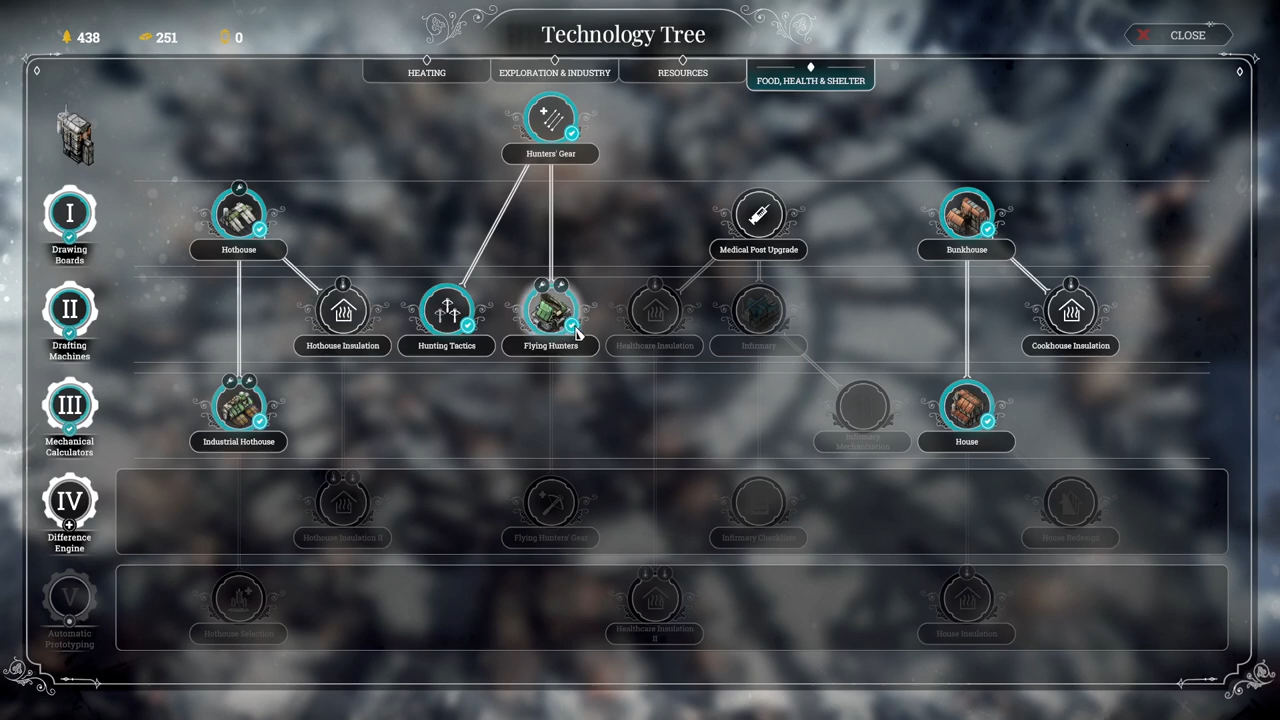 438
251
0
Technology Tree
CLOSE
HEATING
EXPLORATION & INDUSTRY
RESOURCES
FOOD, HEALTH & SHELTER
Hunters' Gear
I
Drawing
Boards
Hothouse
Medical Post Upgrade
Bunkhouse
II
Drafting
Machines
Hothouse Insulation
Hunting Tactics
Flying Hunters
Healthcare Insulation
Infirmary
Cookhouse Insulation
III
Mechanical
Calculators
Industrial Hothouse
Infirmary
Mechanization
House
IV
Difference
Engine
Hothouse Insulation II
Flying Hunters' Gear
Infirmary Checklists
House Redesign
V
Automatic
Prototyping
Hothouse Selection
Healthcare Insulation
II
House Insulation